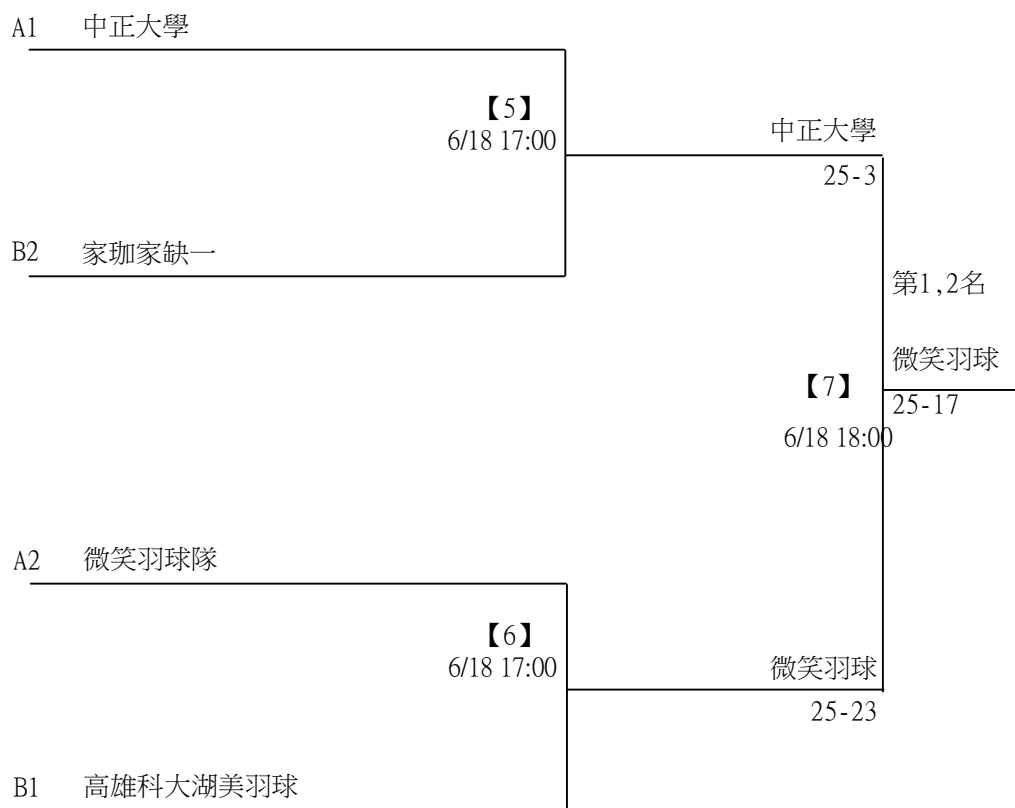 A1 中正大學
【5】
6/18 17:00
中正大學
25-3
B2 家珈家缺一
第1,2名
微笑羽球
【7】
25-17
6/18 18:00
A2 微笑羽球隊
【6】
6/18 17:00
微笑羽球
25-23
B1 高雄科大湖美羽球